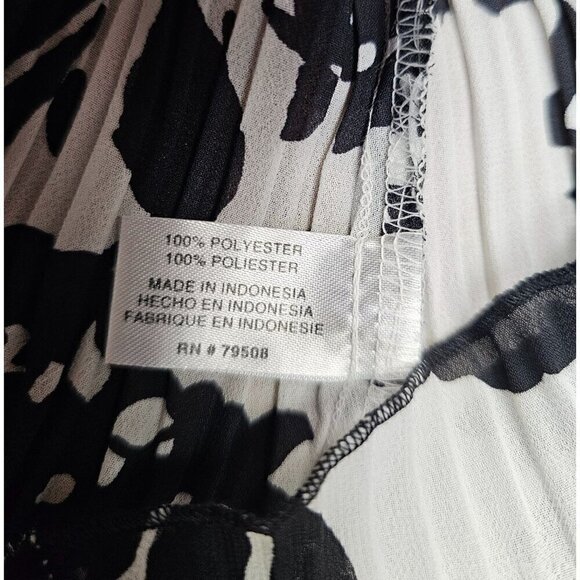 100% POLYESTER
100% POLIESTER
MADE IN INDONESIA
HECHO EN INDONESIA
FABRIQUE EN INDONESIE
RN # 79508